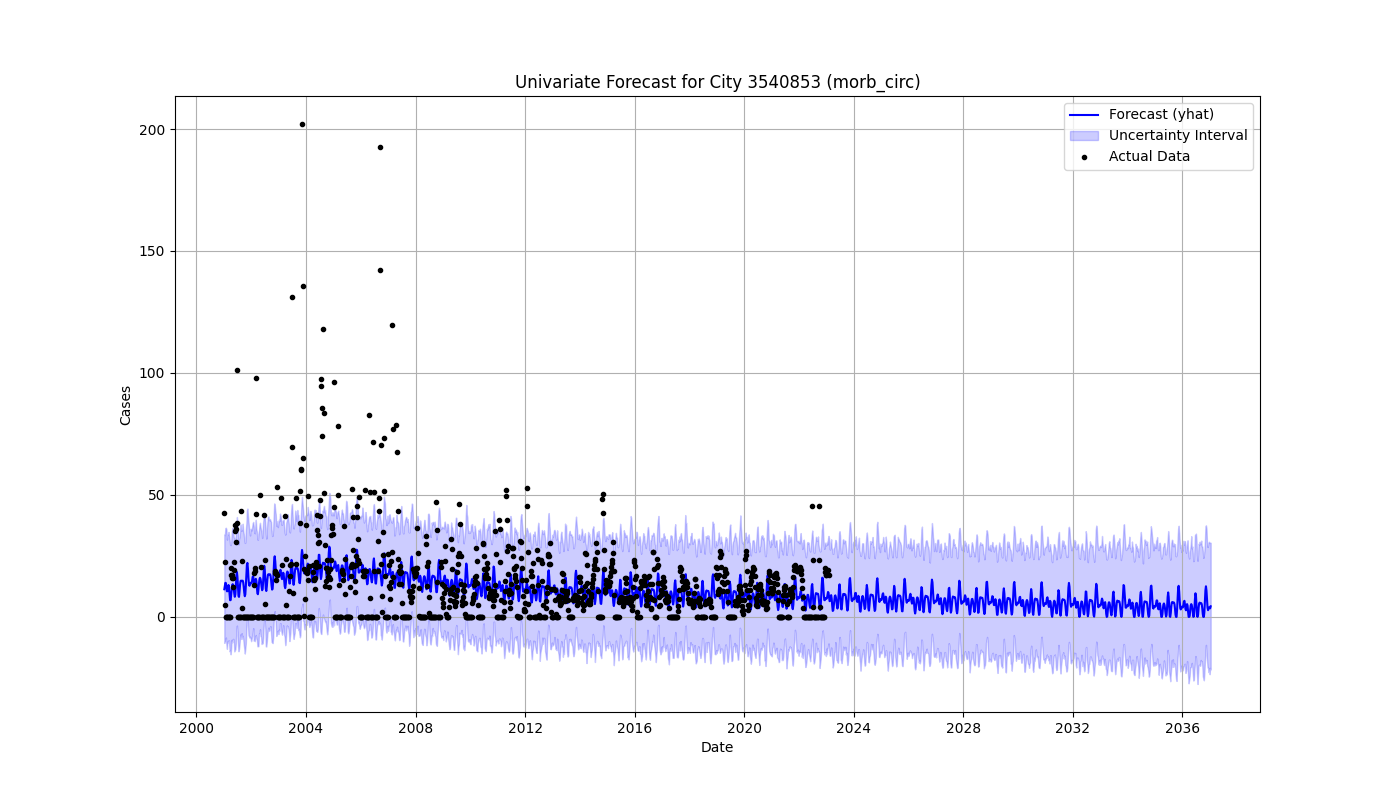 Univariate Forecast for City 3540853 (morb_circ)
Forecast (yhat)
Uncertainty Interval
Actual Data
200
150
100
50
0
Cases
2000 2004 2008 2012 2016 2020 2024 2028 2032 2036
Date